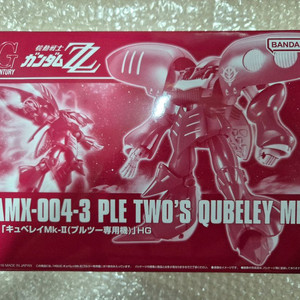 G
ENTURY
機動戦士
ガンダムZZ
BANDAI
AMX-004-3 PLE TWO'S QUBELEY M
「キュベレイMk-Ⅱ(プルツー専用機)」HG